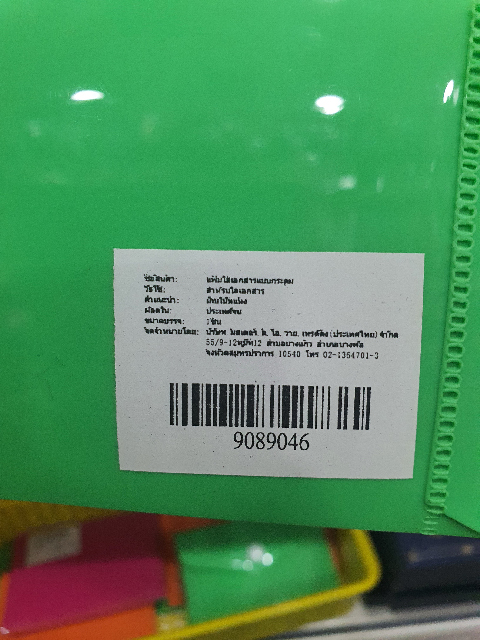 ชื่อสินค้า: แฟ้มใส่เอกสารแบบกระดุม
วิธีใช้: สำหรับใส่เอกสาร
คำแนะนำ: ห้ามใช้ของแหลม
ผลิตใน: ประเทศจีน
ขนาดบรรจุ: 1ชิ้น
จัดจำหน่ายโดย: บริษัท มิสเตอร์. ดี. ไอ. วาย. เทรดดิ้ง (ประเทศไทย) จำกัด
55/9-12หมู่ที่12 ตำบลบางแก้ว อำเภอบางพลี
จังหวัดสมุทรปราการ 10540 โทร 02-1364701-3
9089046